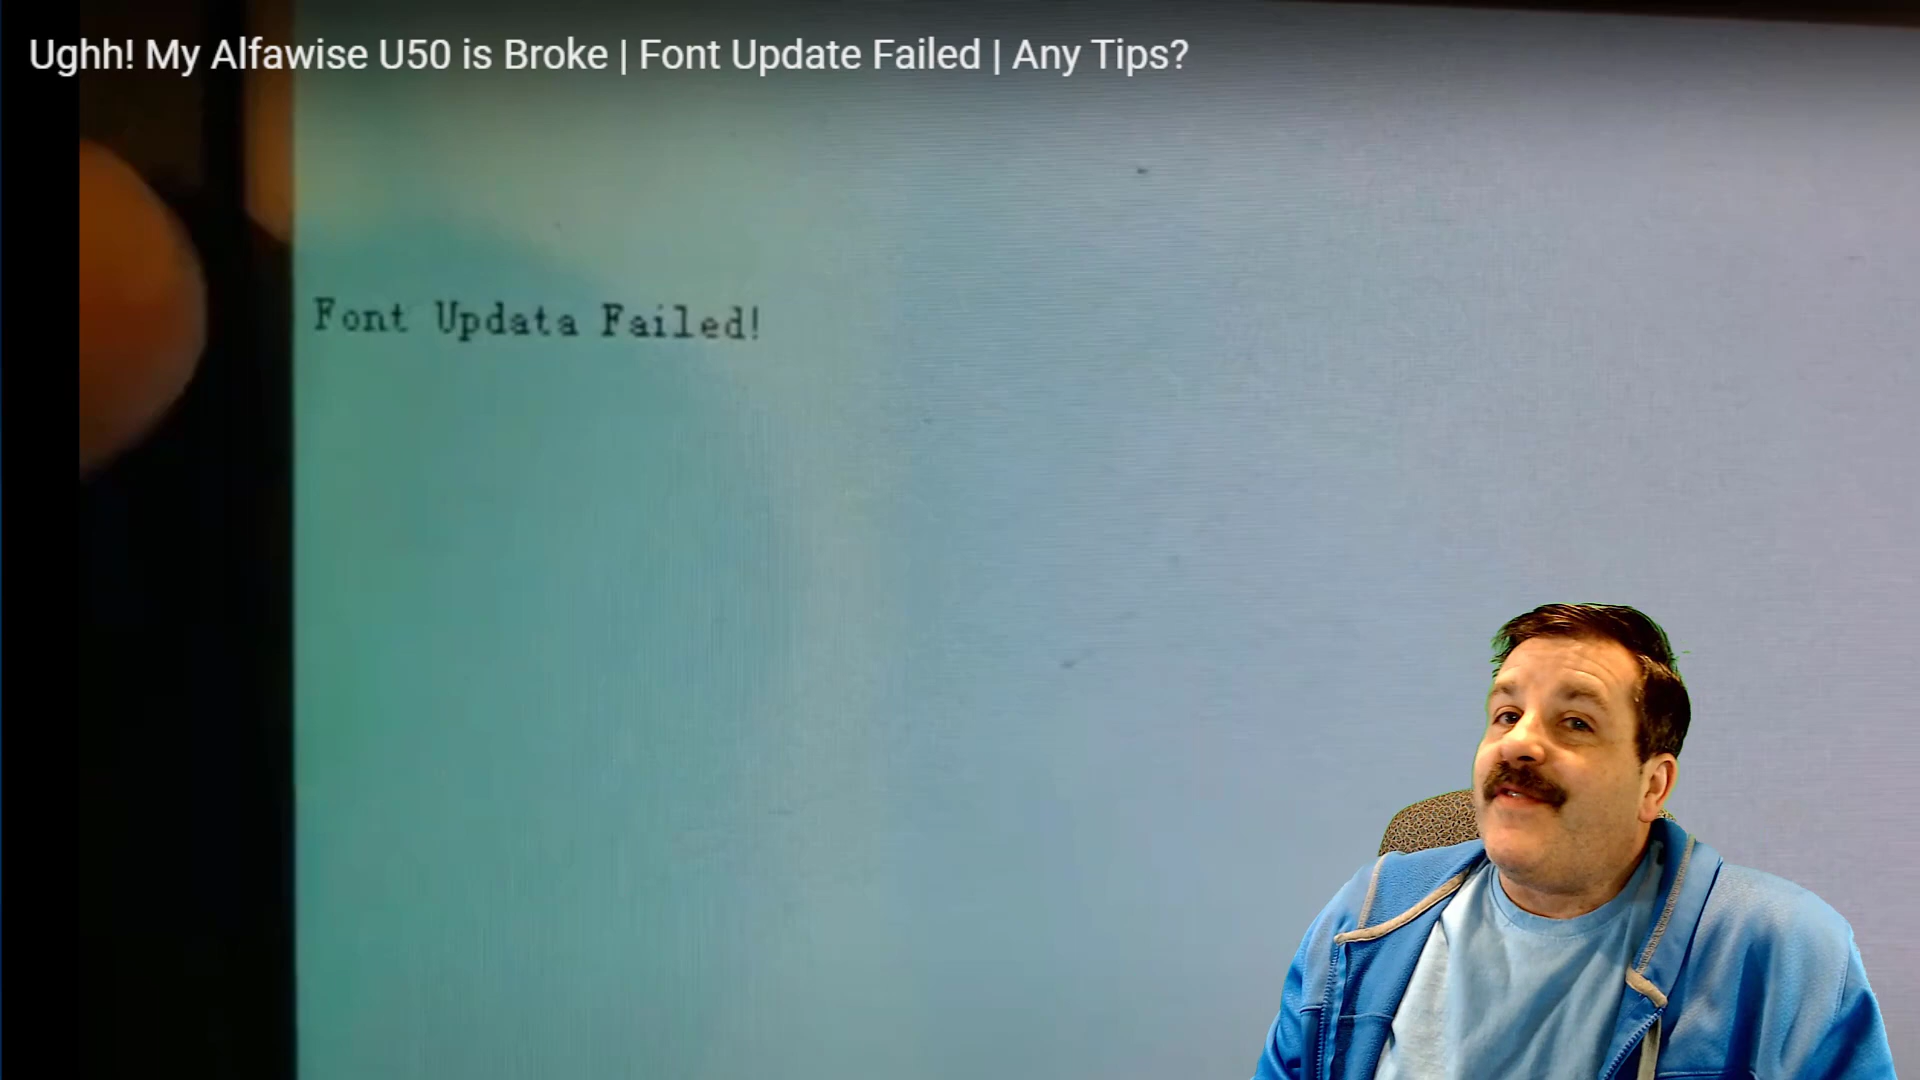 Ughh! My Alfawise U50 is Broke | Font Update Failed | Any Tips?
Font Updata Failed!